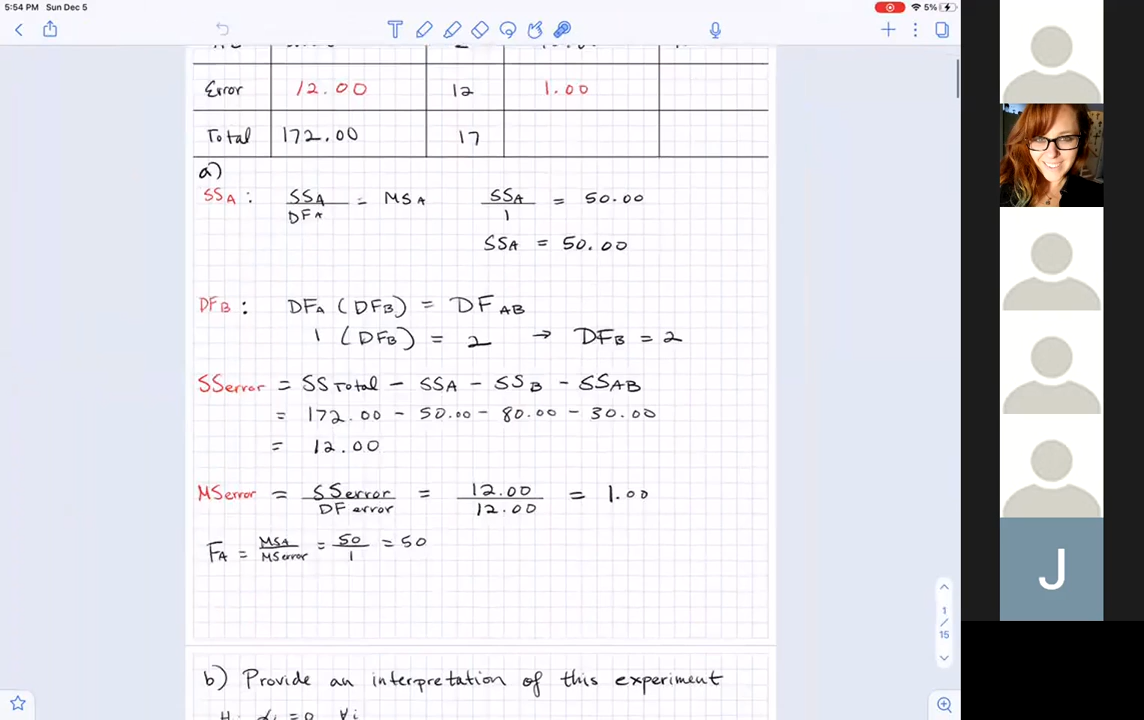 5:54 PM Sun Dec 5
5%
Error 12.00 12 1.00
Total 172.00 17
a)
SSA : SSA / DFA = MSA SSA / 1 = 50.00
SSA = 50.00
DFB : DFA (DFB) = DF AB
1 (DFB) = 2 → DFB = 2
SSerror = SS Total - SSA - SSB - SSAB
= 172.00 - 50.00 - 80.00 - 30.00
= 12.00
MSerror = SSerror / DF error = 12.00 / 12.00 = 1.00
FA = MSA / MSerror = 50 / 1 = 50
1
/
15
b) Provide an interpretation of this experiment
J